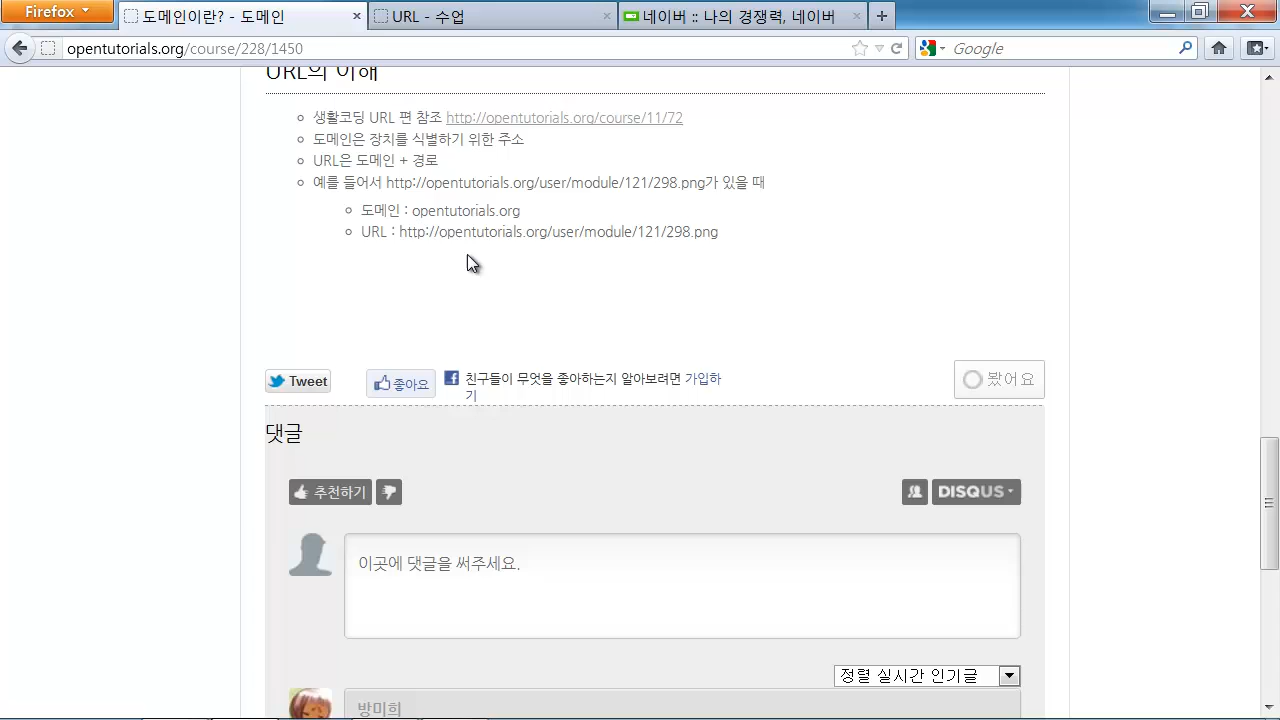 Firefox
도메인이란? - 도메인
URL - 수업
네이버 :: 나의 경쟁력, 네이버
opentutorials.org/course/228/1450
Google
URL의 이해
생활코딩 URL 편 참조 http://opentutorials.org/course/11/72
도메인은 장치를 식별하기 위한 주소
URL은 도메인 + 경로
예를 들어서 http://opentutorials.org/user/module/121/298.png가 있을 때
도메인 : opentutorials.org
URL : http://opentutorials.org/user/module/121/298.png
Tweet
좋아요
친구들이 무엇을 좋아하는지 알아보려면 가입하
기
봤어요
댓글
추천하기
DISQUS
이곳에 댓글을 써주세요.
정렬 실시간 인기글
방미희